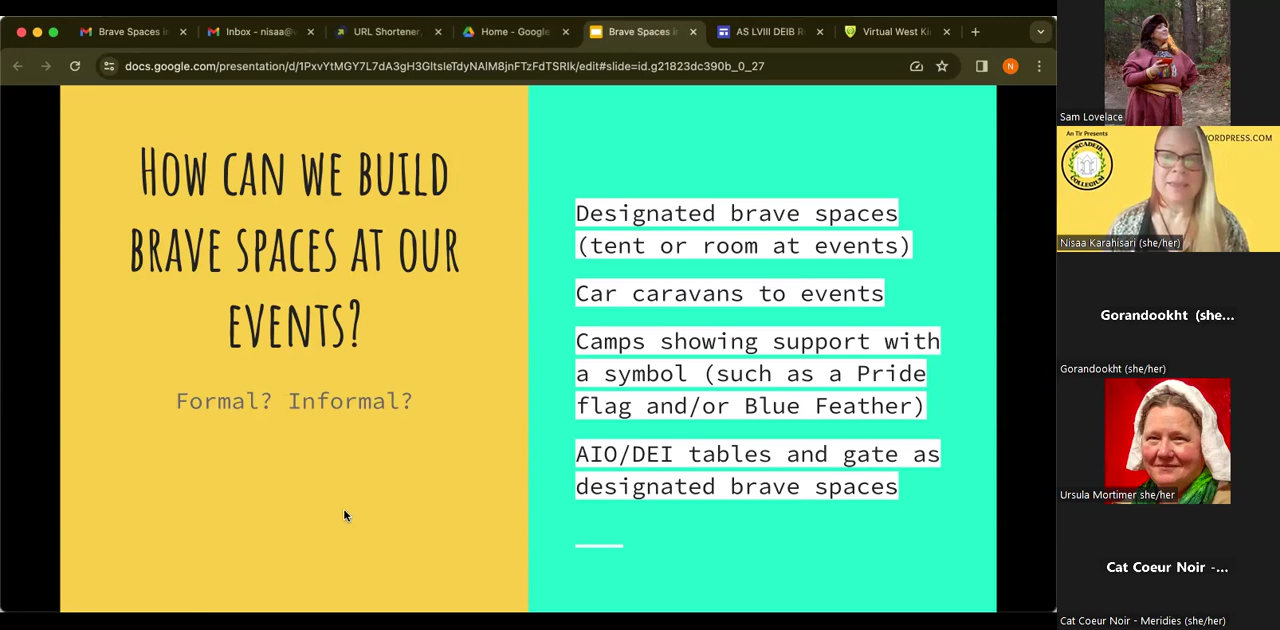 Brave Spaces i
Inbox - nisaa@
URL Shortener,
Home - Google
Brave Spaces i
AS LVIII DEIB R
Virtual West Ki
docs.google.com/presentation/d/1PxvYtMGY7L7dA3gH3GltsIeTdyNAlM8jnFTzFdTSRIk/edit#slide=id.g21823dc390b_0_27
N
How can we build
brave spaces at our
events?
Formal? Informal?
Designated brave spaces
(tent or room at events)
Car caravans to events
Camps showing support with
a symbol (such as a Pride
flag and/or Blue Feather)
AIO/DEI tables and gate as
designated brave spaces
Sam Lovelace
An Tir Presents
WORDPRESS.COM
SCADEIB
COLLEGIUM
Nisaa Karahisari (she/her)
Gorandookht (she...
Gorandookht (she/her)
Ursula Mortimer she/her
Cat Coeur Noir -...
Cat Coeur Noir - Meridies (she/her)